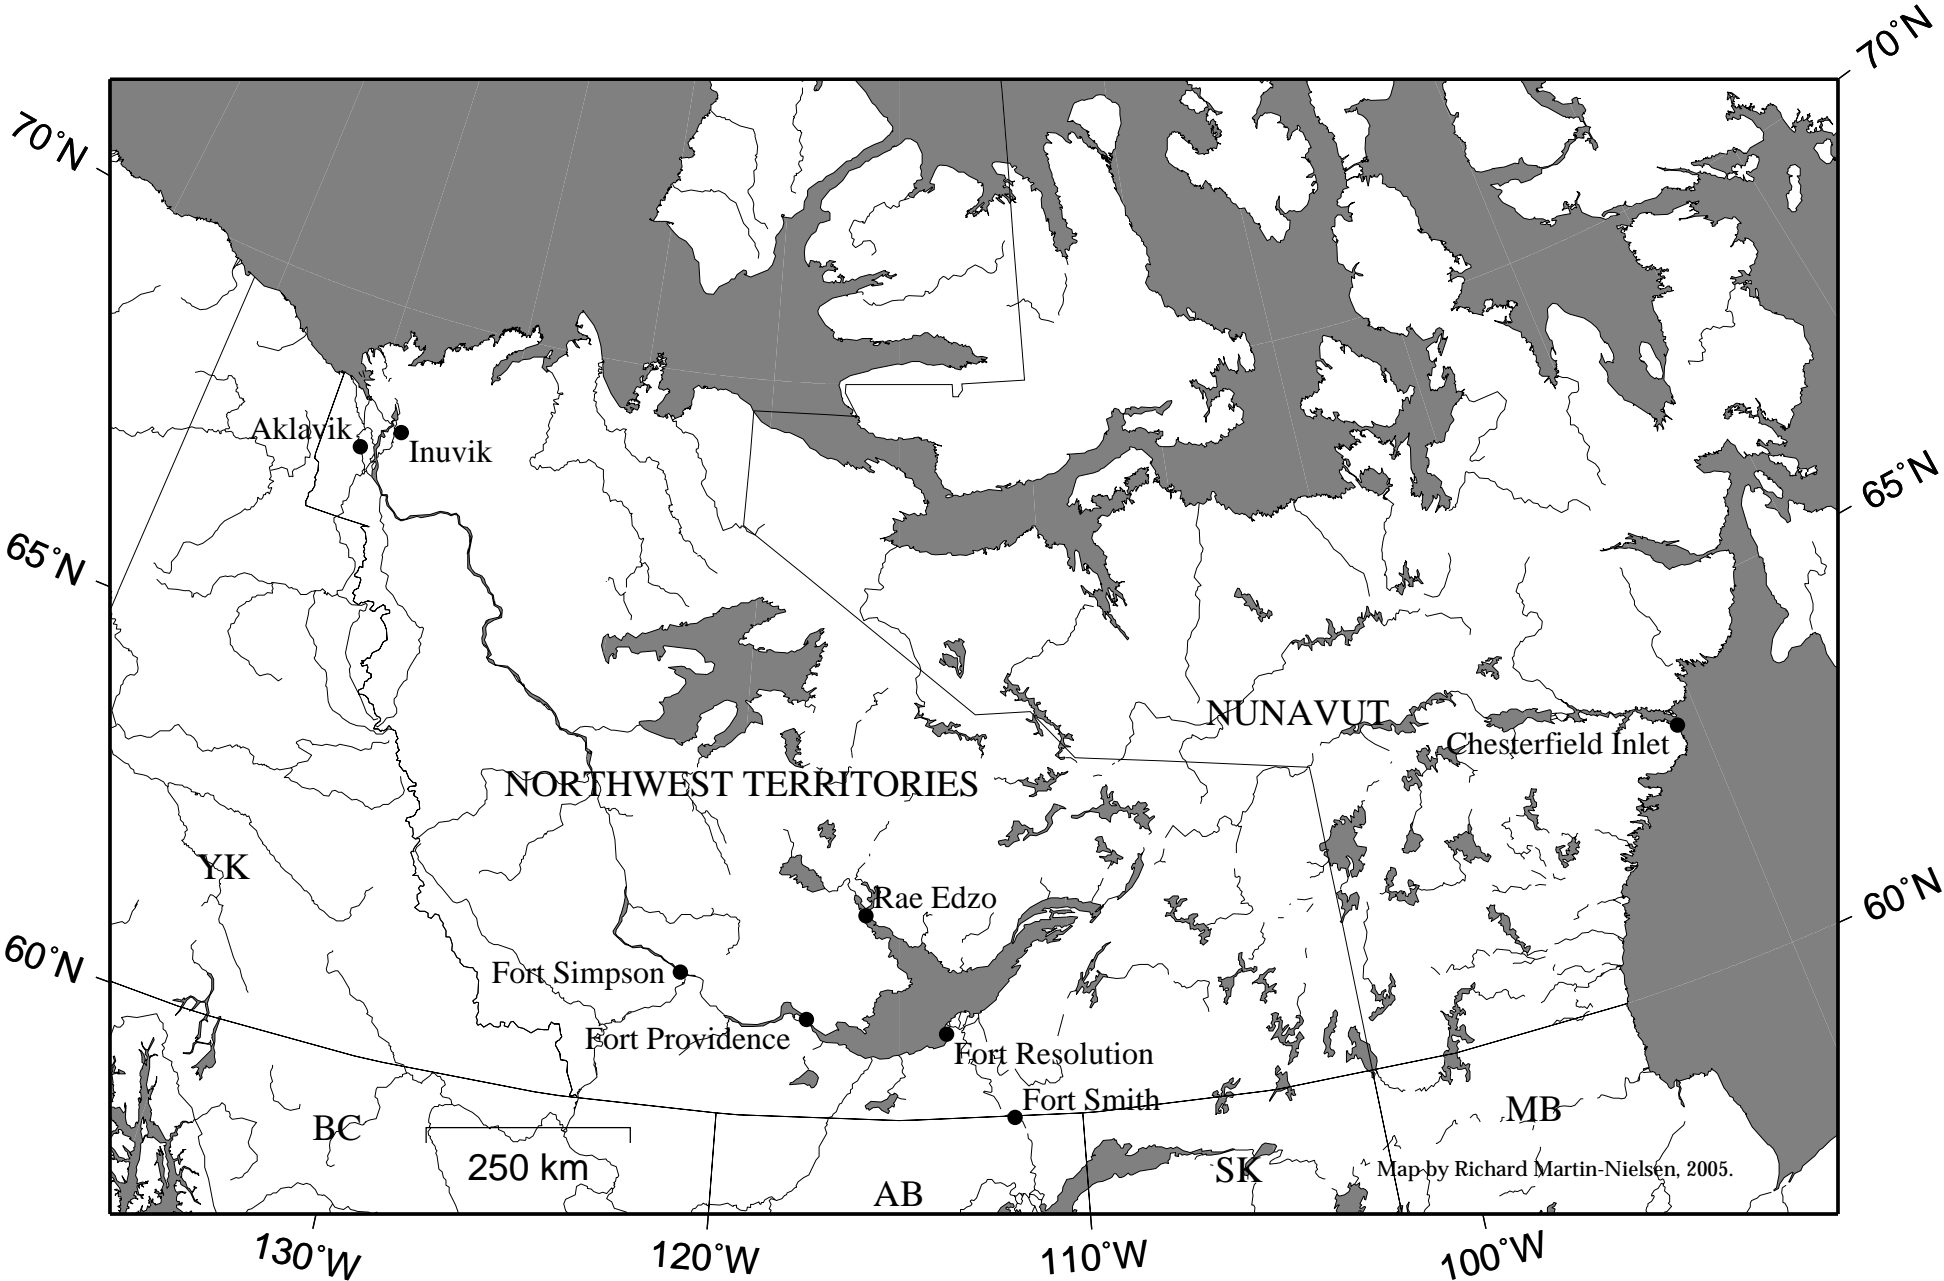 70°N
70°N
Aklavik
Inuvik
65°N
65°N
NUNAVUT
Chesterfield Inlet
NORTHWEST TERRITORIES
YK
Rae Edzo
60°N
60°N
Fort Simpson
Fort Providence
Fort Resolution
Fort Smith
MB
BC
250 km
SK
Map by Richard Martin-Nielsen, 2005.
AB
130°W
120°W
110°W
100°W